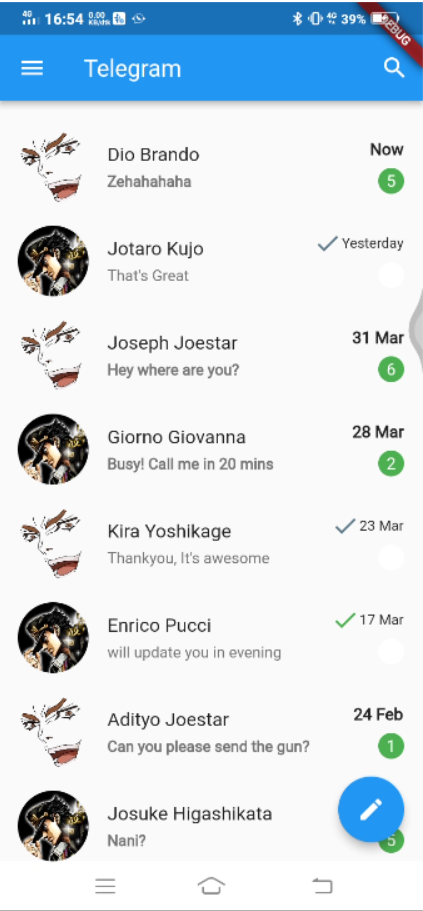 4G 16:54 0.00 KB/dtk 4G 39%
DEBUG
Telegram
Dio Brando Now
Zehahahaha 5
Jotaro Kujo Yesterday
That's Great
Joseph Joestar 31 Mar
Hey where are you? 6
Giorno Giovanna 28 Mar
Busy! Call me in 20 mins 2
Kira Yoshikage 23 Mar
Thankyou, It's awesome
Enrico Pucci 17 Mar
will update you in evening
Adityo Joestar 24 Feb
Can you please send the gun? 1
Josuke Higashikata
Nani? 5